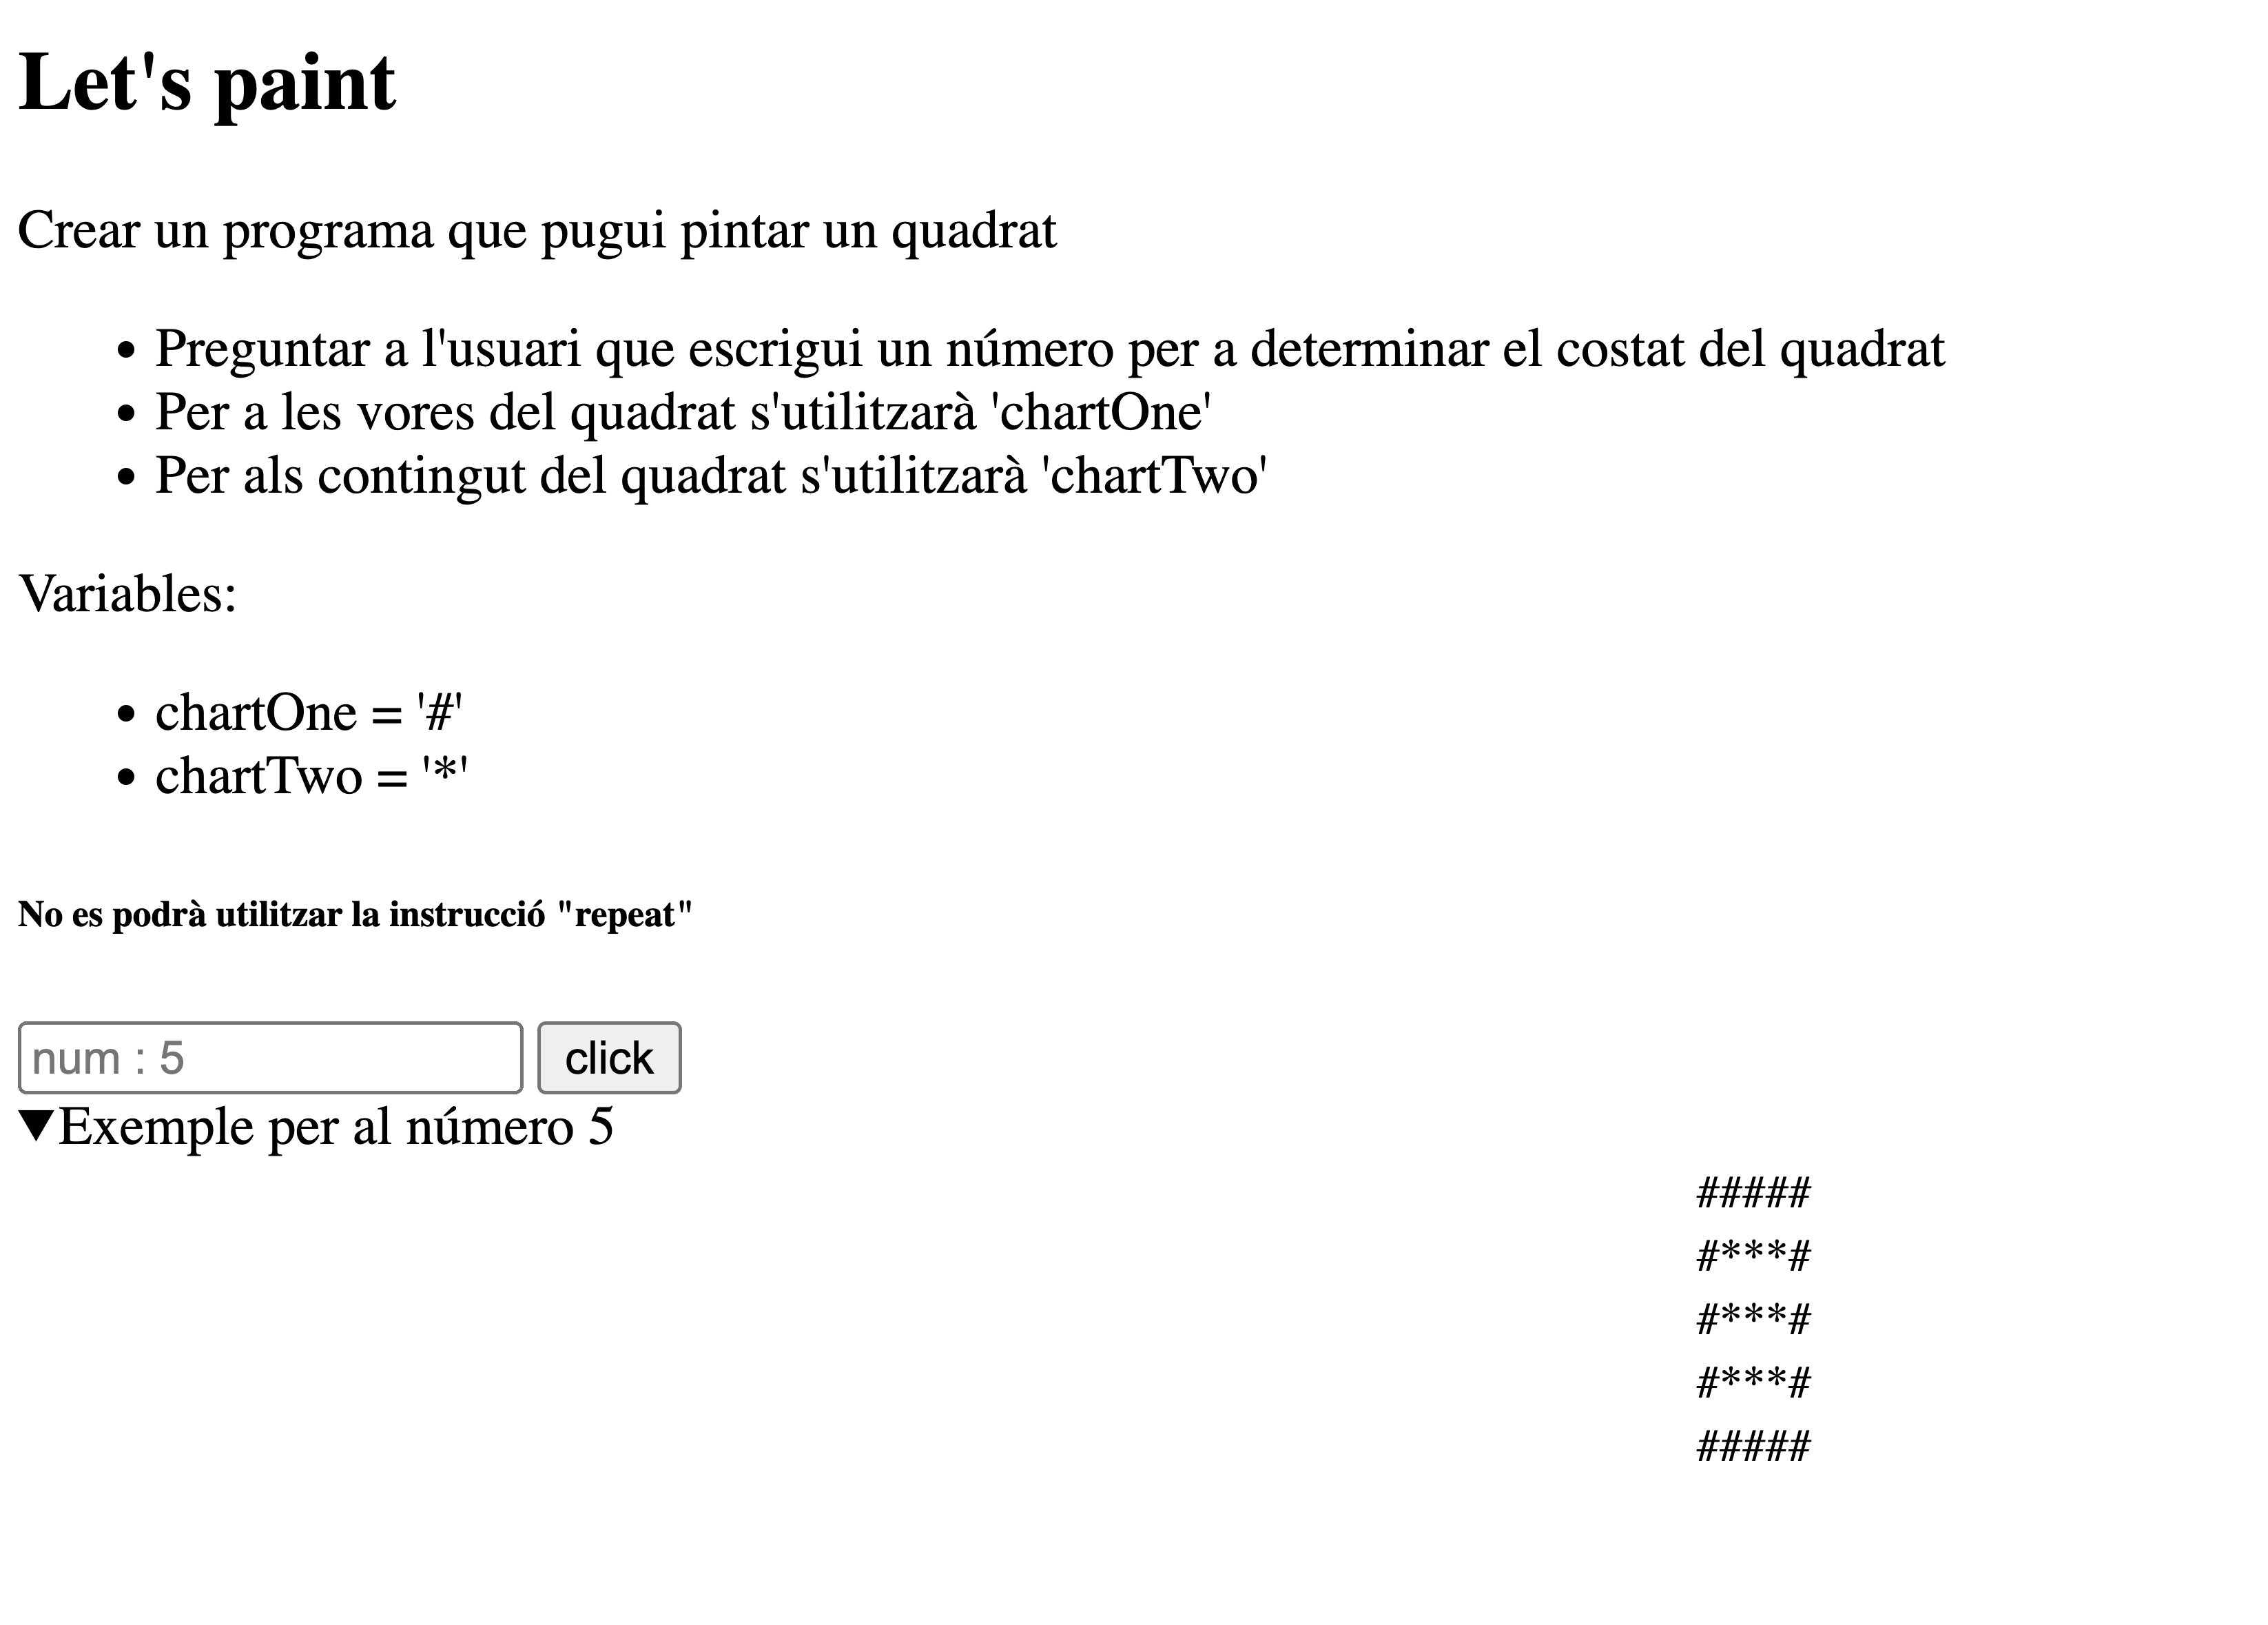 Let's paint
Crear un programa que pugui pintar un quadrat
• Preguntar a l'usuari que escrigui un número per a determinar el costat del quadrat
• Per a les vores del quadrat s'utilitzarà 'chartOne'
• Per als contingut del quadrat s'utilitzarà 'chartTwo'
Variables:
• chartOne = '#'
• chartTwo = '*'
No es podrà utilitzar la instrucció "repeat"
num : 5 click
▼Exemple per al número 5
#####
#***#
#***#
#***#
#####